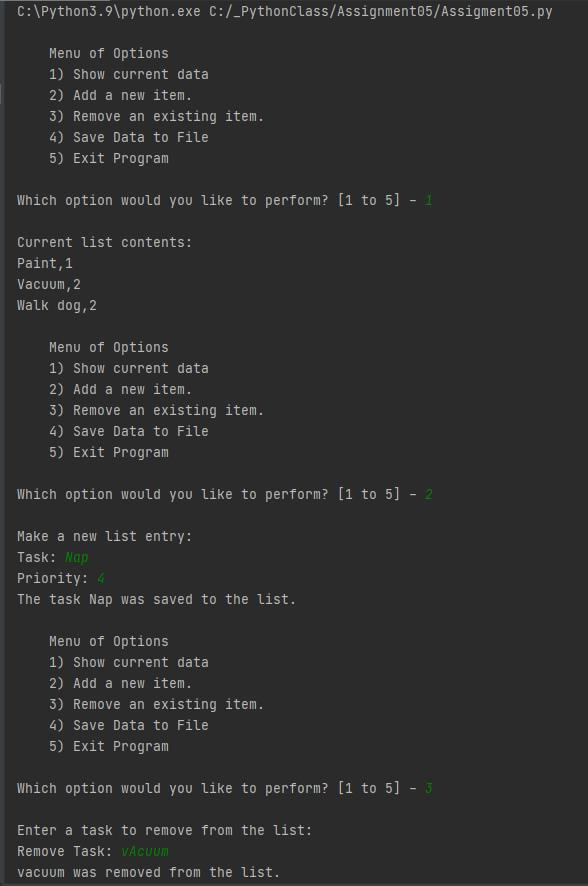 C:\Python3.9\python.exe C:/_PythonClass/Assignment05/Assigment05.py
Menu of Options
1) Show current data
2) Add a new item.
3) Remove an existing item.
4) Save Data to File
5) Exit Program
Which option would you like to perform? [1 to 5] - 1
Current list contents:
Paint,1
Vacuum,2
Walk dog,2
Menu of Options
1) Show current data
2) Add a new item.
3) Remove an existing item.
4) Save Data to File
5) Exit Program
Which option would you like to perform? [1 to 5] - 2
Make a new list entry:
Task: Nap
Priority: 4
The task Nap was saved to the list.
Menu of Options
1) Show current data
2) Add a new item.
3) Remove an existing item.
4) Save Data to File
5) Exit Program
Which option would you like to perform? [1 to 5] - 3
Enter a task to remove from the list:
Remove Task: vAcuum
vacuum was removed from the list.